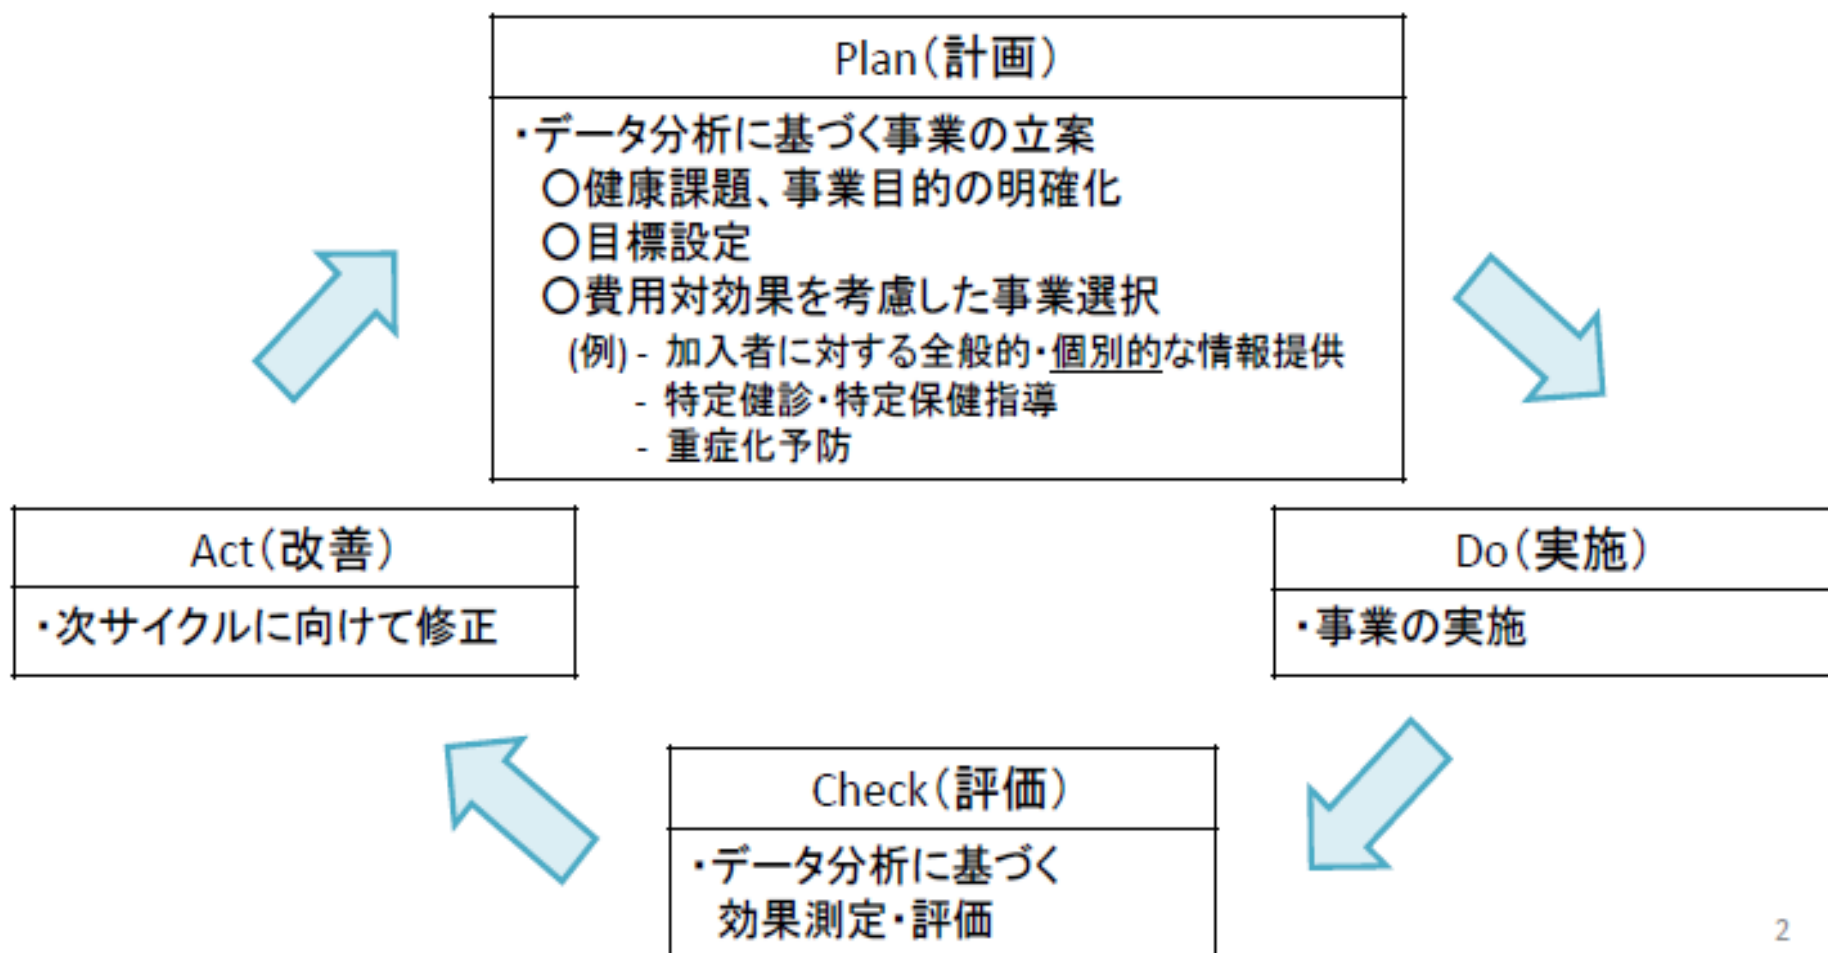 Plan(計画)
・データ分析に基づく事業の立案
○健康課題、事業目的の明確化
○目標設定
○費用対効果を考慮した事業選択
(例) - 加入者に対する全般的・個別的な情報提供
- 特定健診・特定保健指導
- 重症化予防
Do(実施)
・事業の実施
Check(評価)
・データ分析に基づく
効果測定・評価
Act(改善)
・次サイクルに向けて修正
2